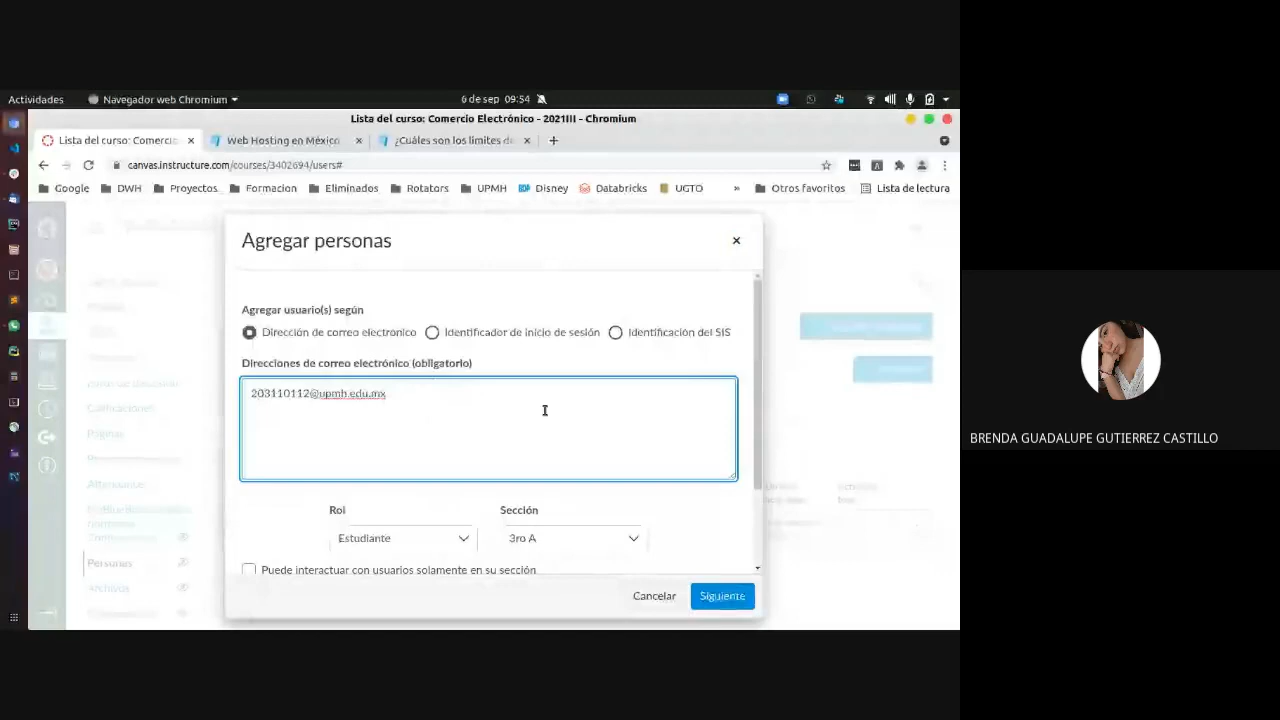 Actividades
Navegador web Chromium
6 de sep 09:54
Lista del curso: Comercio Electrónico - 2021III - Chromium
Lista del curso: Comercio
Web Hosting en México
¿Cuáles son los límites de
canvas.instructure.com/courses/3402694/users#
Google
DWH
Proyectos
Formacion
Eliminados
Rotators
UPMH
Disney
Databricks
UGTO
»
Otros favoritos
Lista de lectura
Agregar personas
Agregar usuario(s) según
Dirección de correo electrónico
Identificador de inicio de sesión
Identificación del SIS
Direcciones de correo electrónico (obligatorio)
203110112@upmh.edu.mx
Rol
Sección
Estudiante
3ro A
Puede interactuar con usuarios solamente en su sección
Cancelar
Siguiente
Calificaciones
Páginas
Attendance
Personas
Archivos
BRENDA GUADALUPE GUTIERREZ CASTILLO